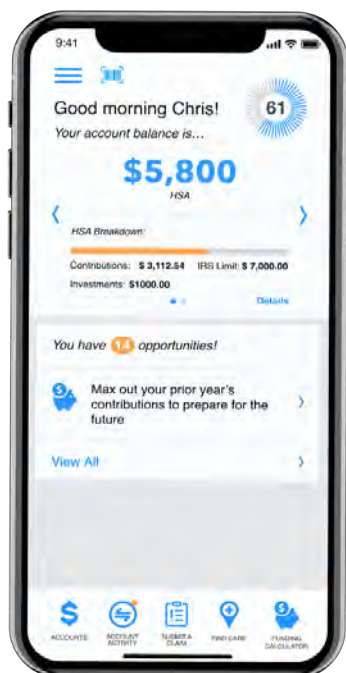 9:41
Good morning Chris!
61
Your account balance is...
$5,800
HSA
HSA Breakdown:
Contributions: $ 3,112.54 IRS Limit: $ 7,000.00
Investments: $1000.00
Details
You have 14 opportunities!
Max out your prior year's
contributions to prepare for the
future
View All
ACCOUNTS
ACCOUNT
ACTIVITY
SUBMIT A
CLAIM
FIND CARE
FUNDING
CALCULATOR